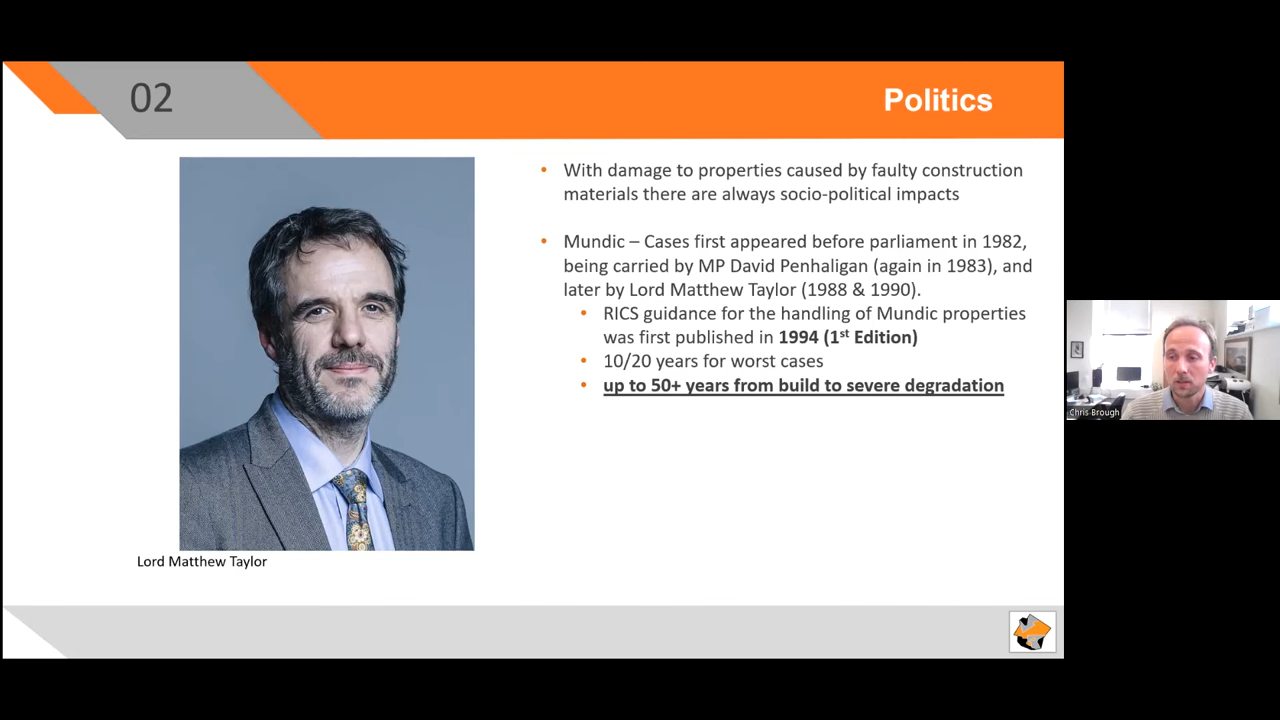 02
Politics
• With damage to properties caused by faulty construction
materials there are always socio-political impacts
• Mundic – Cases first appeared before parliament in 1982,
being carried by MP David Penhaligan (again in 1983), and
later by Lord Matthew Taylor (1988 & 1990).
• RICS guidance for the handling of Mundic properties
was first published in 1994 (1st Edition)
• 10/20 years for worst cases
• up to 50+ years from build to severe degradation
Lord Matthew Taylor
Chris Brough